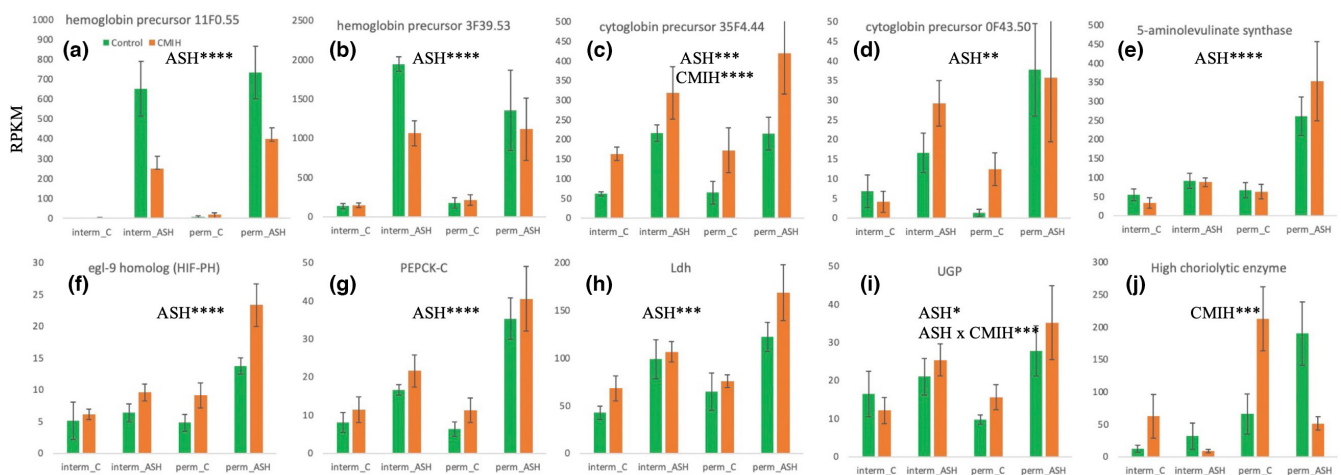 hemoglobin precursor 11F0.55
(a)
Control CMIH
ASH****
RPKM
1000
900
800
700
600
500
400
300
200
100
0
interm_C interm_ASH perm_C perm_ASH
hemoglobin precursor 3F39.53
(b)
ASH****
2500
2000
1500
1000
500
0
interm_C interm_ASH perm_C perm_ASH
cytoglobin precursor 35F4.44
(c)
ASH***
CMIH****
500
450
400
350
300
250
200
150
100
50
0
interm_C interm_ASH perm_C perm_ASH
cytoglobin precursor 0F43.50
(d)
ASH**
50
45
40
35
30
25
20
15
10
5
0
interm_C interm_ASH perm_C perm_ASH
5-aminolevulinate synthase
(e)
ASH****
500
450
400
350
300
250
200
150
100
50
0
interm_C interm_ASH perm_C perm_ASH
egl-9 homolog (HIF-PH)
(f)
ASH****
30
25
20
15
10
5
0
interm_C interm_ASH perm_C perm_ASH
PEPCK-C
(g)
ASH****
50
40
30
20
10
0
interm_C interm_ASH perm_C perm_ASH
Ldh
(h)
ASH***
200
150
100
50
0
interm_C interm_ASH perm_C perm_ASH
UGP
(i)
ASH*
ASH x CMIH***
50
40
30
20
10
0
interm_C interm_ASH perm_C perm_ASH
High choriolytic enzyme
(j)
CMIH***
300
250
200
150
100
50
0
interm_C interm_ASH perm_C perm_ASH